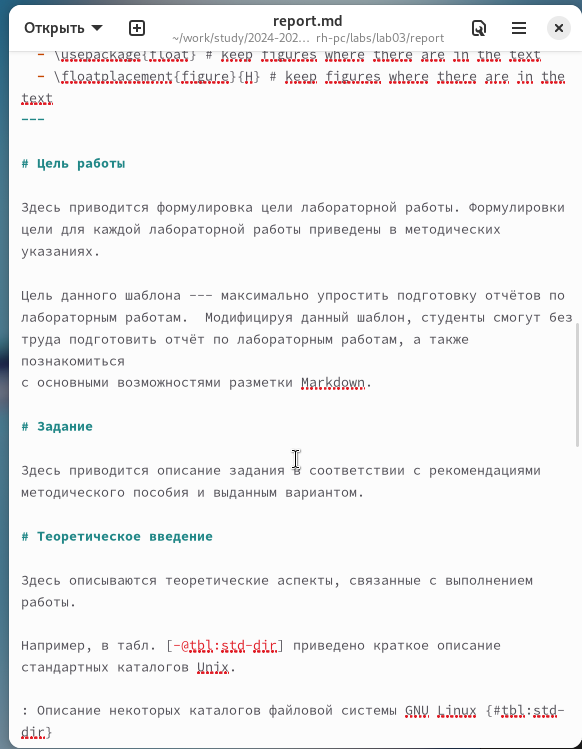 Открыть
report.md
~/work/study/2024-202… rh-pc/labs/lab03/report
- \usepackage{float} # keep figures where there are in the text
- \floatplacement{figure}{H} # keep figures where there are in the
text
---
# Цель работы
Здесь приводится формулировка цели лабораторной работы. Формулировки
цели для каждой лабораторной работы приведены в методических
указаниях.
Цель данного шаблона --- максимально упростить подготовку отчётов по
лабораторным работам.  Модифицируя данный шаблон, студенты смогут без
труда подготовить отчёт по лабораторным работам, а также
познакомиться
с основными возможностями разметки Markdown.
# Задание
Здесь приводится описание задания в соответствии с рекомендациями
методического пособия и выданным вариантом.
# Теоретическое введение
Здесь описываются теоретические аспекты, связанные с выполнением
работы.
Например, в табл. [-@tbl:std-dir] приведено краткое описание
стандартных каталогов Unix.
: Описание некоторых каталогов файловой системы GNU Linux {#tbl:std-
dir}